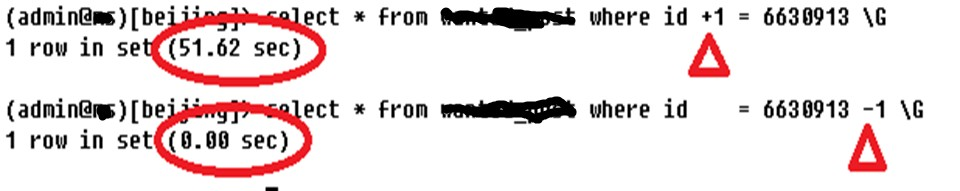 (admin@ms)[beijing]> select * from where id +1 = 6630913 \G
1 row in set (51.62 sec)
(admin@ms)[beijing]> select * from where id = 6630913 -1 \G
1 row in set (0.00 sec)